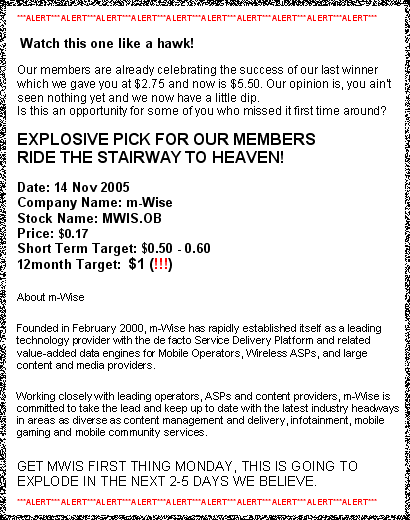 ***ALERT***ALERT***ALERT***ALERT***ALERT***ALERT***ALERT***ALERT***ALERT***ALERT***
Watch this one like a hawk!
Our members are already celebrating the success of our last winner
which we gave you at $2.75 and now is $5.50. Our opinion is, you ain't
seen nothing yet and we now have a little dip.
Is this an opportunity for some of you who missed it first time around?
EXPLOSIVE PICK FOR OUR MEMBERS
RIDE THE STAIRWAY TO HEAVEN!
Date: 14 Nov 2005
Company Name: m-Wise
Stock Name: MWIS.OB
Price: $0.17
Short Term Target: $0.50 - 0.60
12month Target: $1 (!!!)
About m-Wise
Founded in February 2000, m-Wise has rapidly established itself as a leading
technology provider with the de facto Service Delivery Platform and related
value-added data engines for Mobile Operators, Wireless ASPs, and large
content and media providers.
Working closely with leading operators, ASPs and content providers, m-Wise is
committed to take the lead and keep up to date with the latest industry headways
in areas as diverse as content management and delivery, infotainment, mobile
gaming and mobile community services.
GET MWIS FIRST THING MONDAY, THIS IS GOING TO
EXPLODE IN THE NEXT 2-5 DAYS WE BELIEVE.
***ALERT***ALERT***ALERT***ALERT***ALERT***ALERT***ALERT***ALERT***ALERT***ALERT***